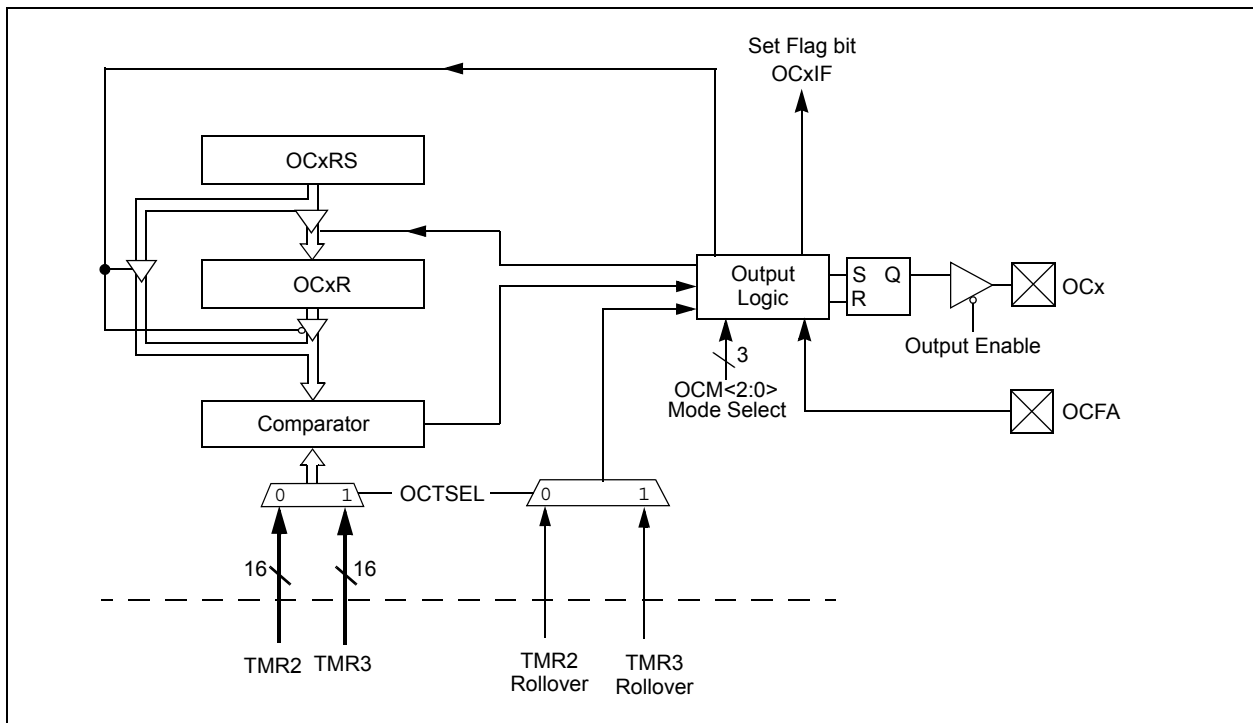 Set Flag bit
OCxIF
OCxRS
OCxR
Output
Logic
S Q
R
OCx
Output Enable
3
OCM<2:0>
Mode Select
OCFA
Comparator
0 1
OCTSEL
0 1
16
16
TMR2
TMR3
TMR2
Rollover
TMR3
Rollover